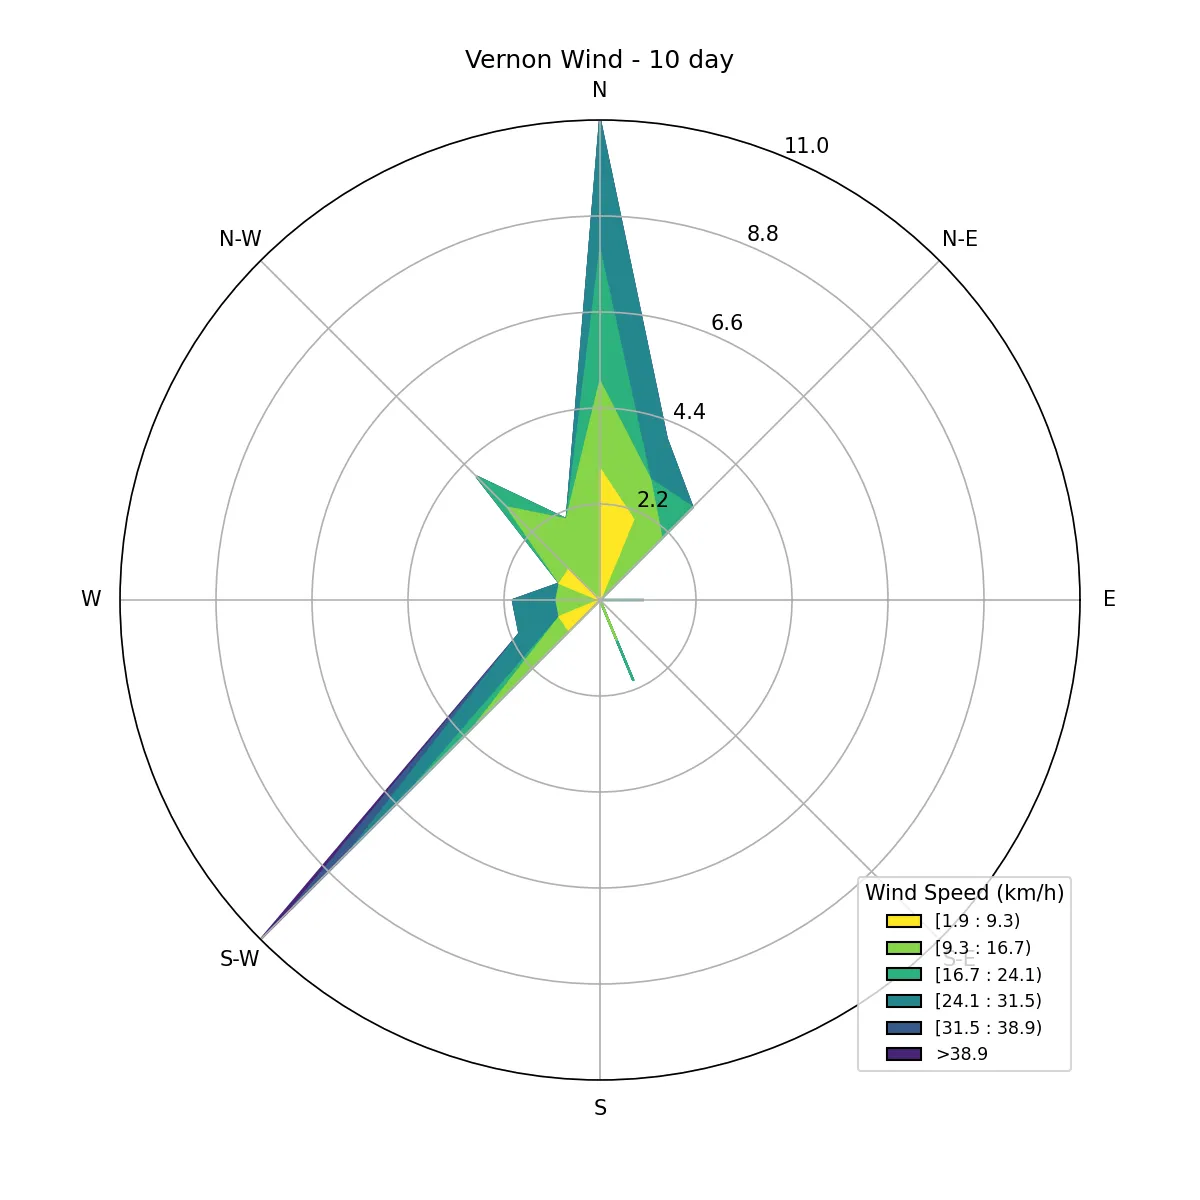 Vernon Wind - 10 day
N
11.0
N-W
8.8
N-E
6.6
4.4
2.2
W
E
S-W
S-E
S
Wind Speed (km/h)
[1.9 : 9.3)
[9.3 : 16.7)
[16.7 : 24.1)
[24.1 : 31.5)
[31.5 : 38.9)
>38.9